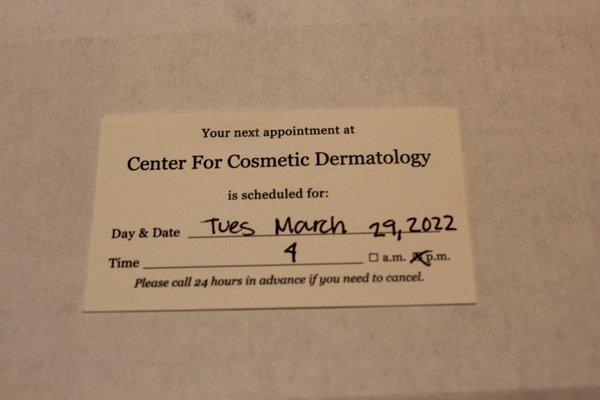 Your next appointment at
Center For Cosmetic Dermatology
is scheduled for:
Day & Date Tues March 29, 2022
Time 4 ☐ a.m. ☒ p.m.
Please call 24 hours in advance if you need to cancel.